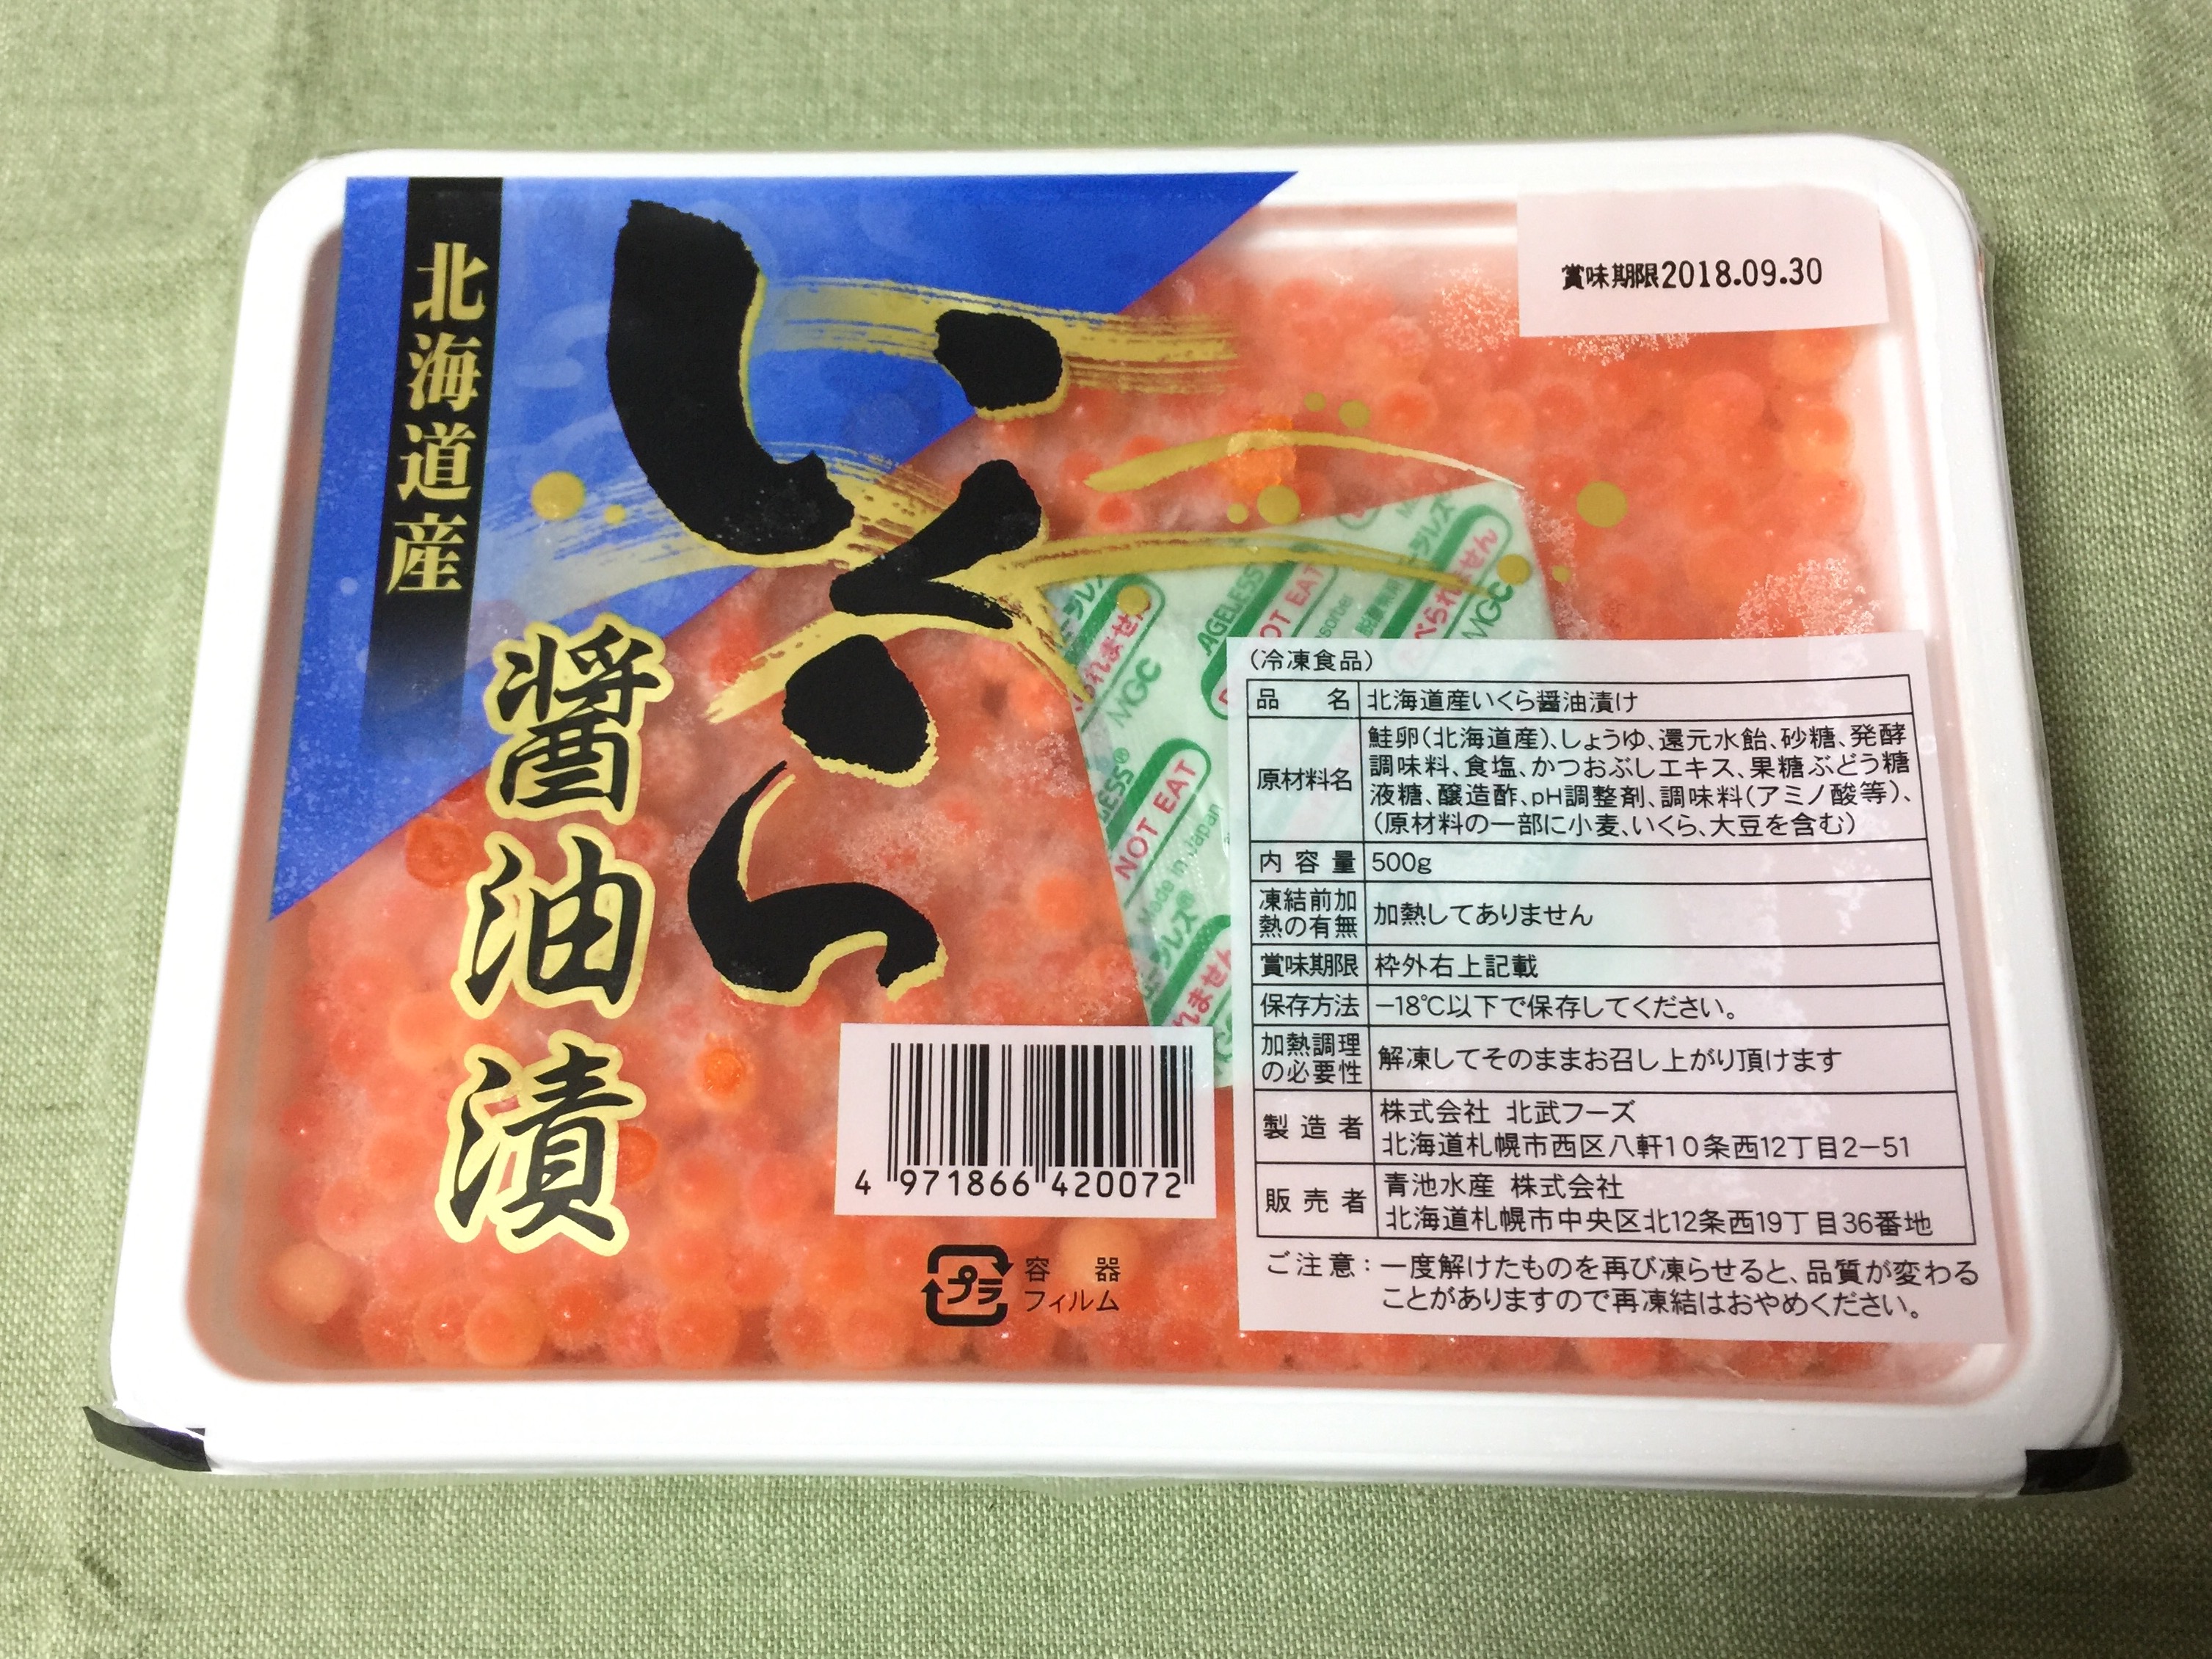 北海道産
いくら
醤油漬
賞味期限2018.09.30
AGELESS
MGC
MGC
NOT EAT
Made in Japan
(冷凍食品)
品名 北海道産いくら醤油漬け
原材料名 鮭卵(北海道産)、しょうゆ、還元水飴、砂糖、発酵
調味料、食塩、かつおぶしエキス、果糖ぶどう糖
液糖、醸造酢、pH調整剤、調味料(アミノ酸等)、
(原材料の一部に小麦、いくら、大豆を含む)
内容量 500g
凍結前加
熱の有無 加熱してありません
賞味期限 枠外右上記載
保存方法 −18℃以下で保存してください。
加熱調理
の必要性 解凍してそのままお召し上がり頂けます
製造者 株式会社 北武フーズ
北海道札幌市西区八軒10条西12丁目2−51
販売者 青池水産 株式会社
北海道札幌市中央区北12条西19丁目36番地
ご注意：一度解けたものを再び凍らせると、品質が変わる
ことがありますので再凍結はおやめください。
4 971866 420072
プラ
容器
フィルム